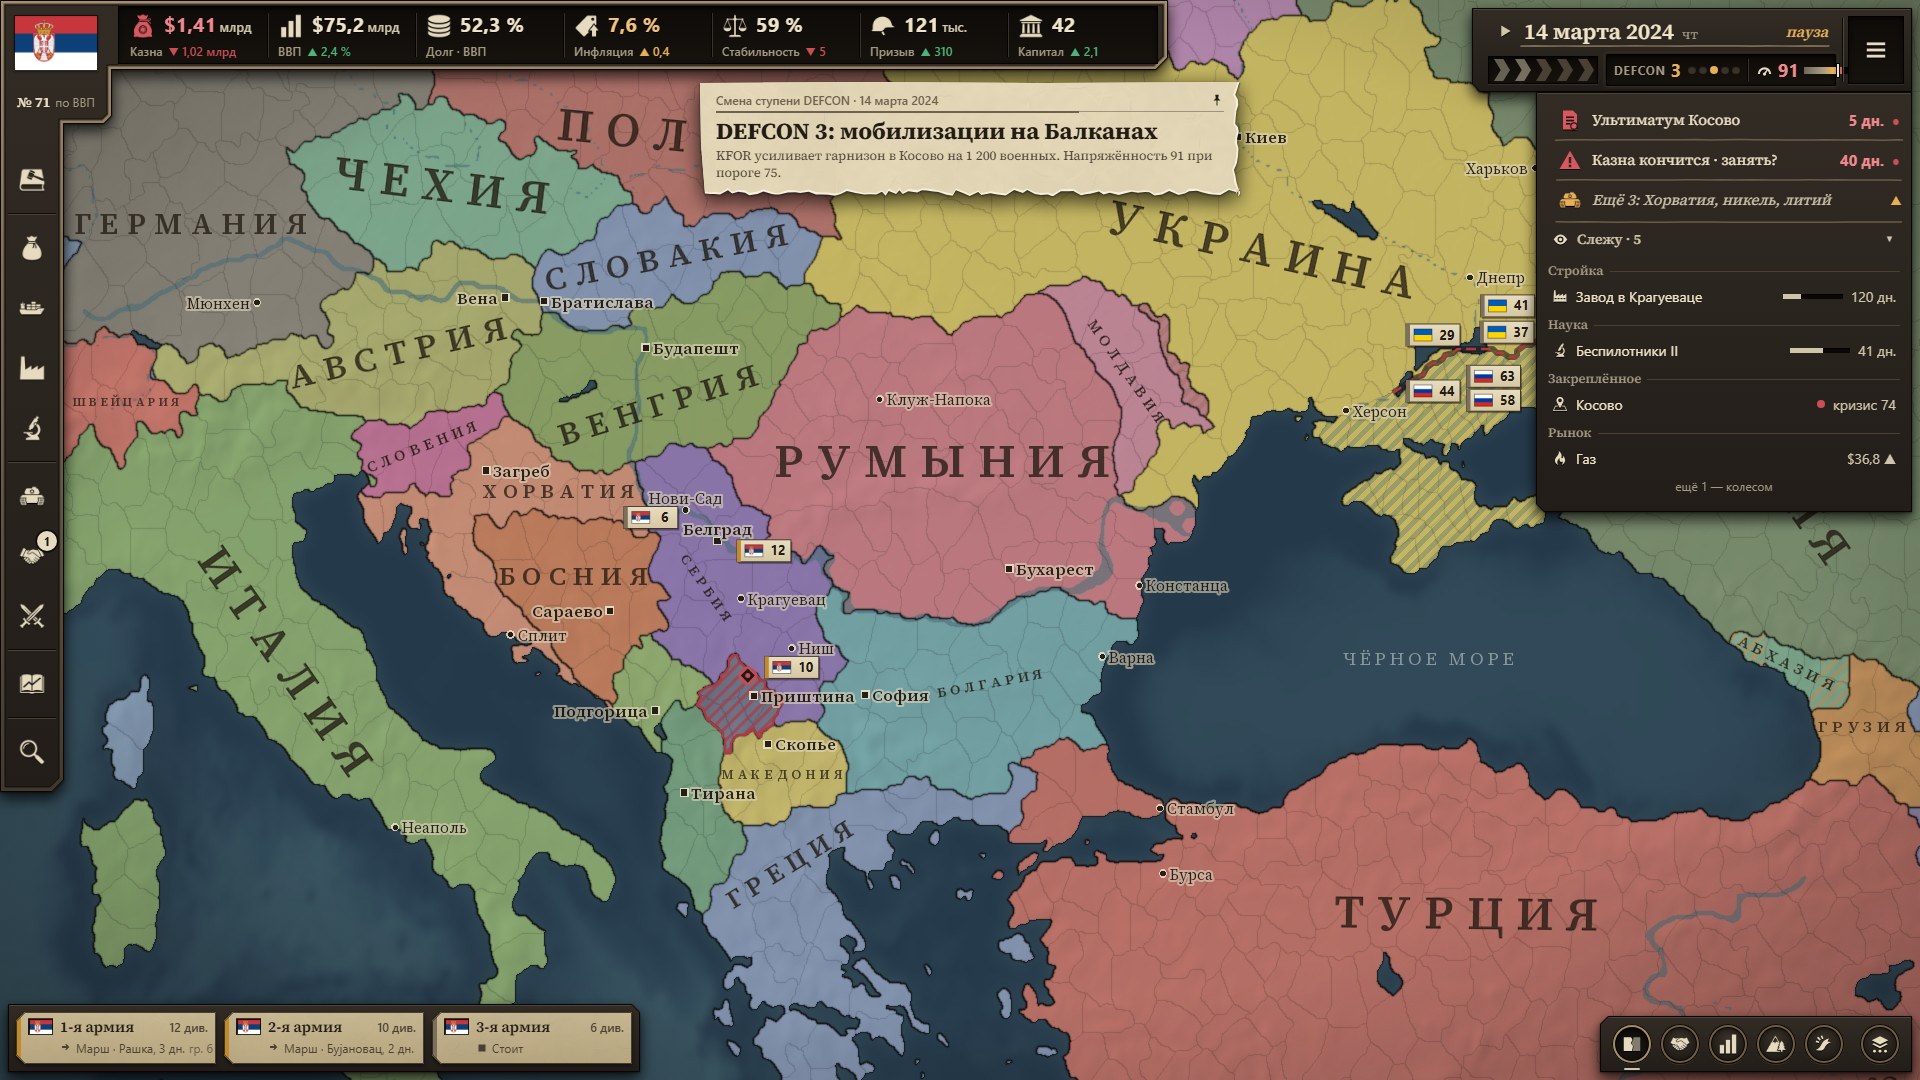 $1,41 млрд
Казна ▼ 1,02 млрд
$75,2 млрд
ВВП ▲ 2,4 %
52,3 %
Долг · ВВП
7,6 %
Инфляция ▲ 0,4
59 %
Стабильность ▼ 5
121 тыс.
Призыв ▲ 310
42
Капитал ▲ 2,1
14 марта 2024 чт
пауза
DEFCON 3
91
№ 71 по ВВП
Смена ступени DEFCON · 14 марта 2024
DEFCON 3: мобилизации на Балканах
KFOR усиливает гарнизон в Косово на 1 200 военных. Напряжённость 91 при
пороге 75.
Ультиматум Косово 5 дн.
Казна кончится · занять? 40 дн.
Ещё 3: Хорватия, никель, литий
Слежу · 5
Стройка
Завод в Крагуеваце 120 дн.
Наука
Беспилотники II 41 дн.
Закреплённое
Косово кризис 74
Рынок
Газ $36,8 ▲
ещё 1 — колесом
1
ГЕРМАНИЯ
ЧЕХИЯ
ПОЛ
Киев
Харьков
УКРАИНА
СЛОВАКИЯ
Днепр
Мюнхен
Вена
Братислава
41
29
37
АВСТРИЯ
Будапешт
МОЛДАВИЯ
63
44
58
ШВЕЙЦАРИЯ
ВЕНГРИЯ
Клуж-Напока
Херсон
СЛОВЕНИЯ
РУМЫНИЯ
Загреб
ХОРВАТИЯ
Нови-Сад
6
Белград
12
ИЯ
БОСНИЯ
СЕРБИЯ
Бухарест
Констанца
Крагуевац
Сараево
Сплит
ИТАЛИЯ
Ниш
10
ЧЁРНОЕ МОРЕ
Варна
АБХАЗИЯ
Приштина
София
БОЛГАРИЯ
Подгорица
ГРУЗИЯ
Скопье
МАКЕДОНИЯ
Тирана
Стамбул
Неаполь
ГРЕЦИЯ
Бурса
ТУРЦИЯ
1-я армия 12 див.
Марш · Рашка, 3 дн. гр. 6
2-я армия 10 див.
Марш · Бујановац, 2 дн.
3-я армия 6 див.
Стоит